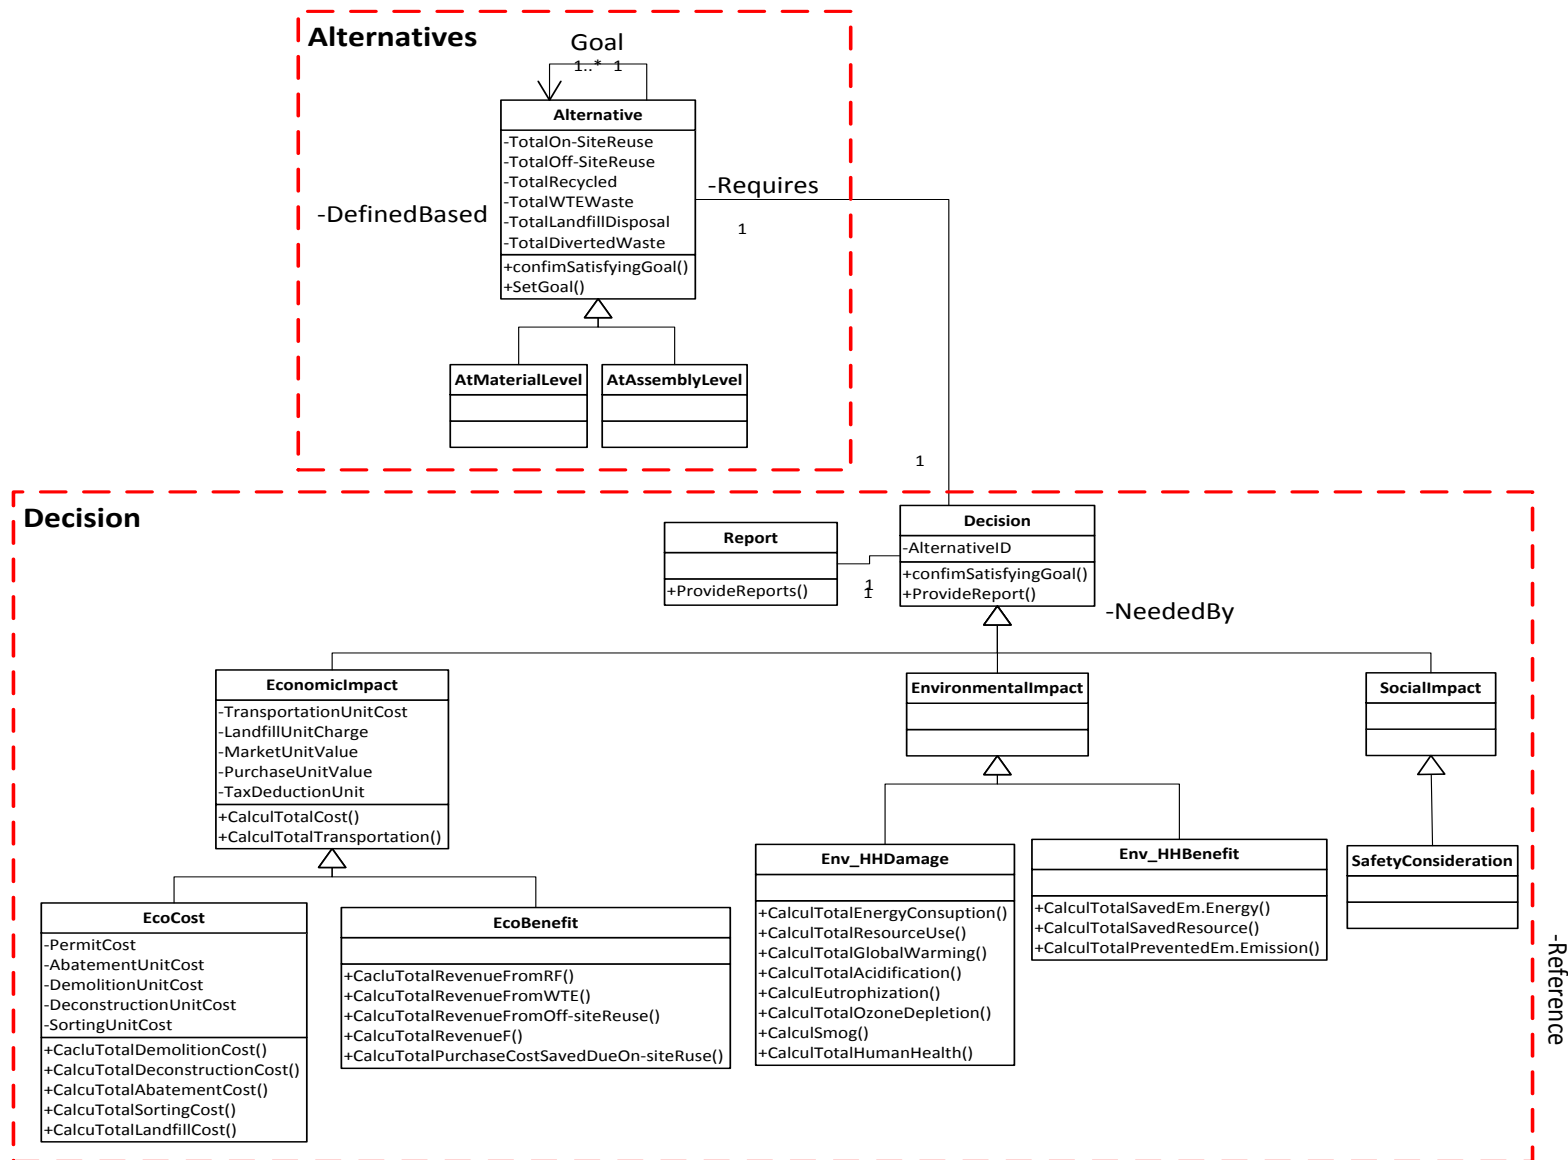 Alternatives
Goal
1..* 1
Alternative
-TotalOn-SiteReuse
-TotalOff-SiteReuse
-TotalRecycled
-TotalWTEWaste
-TotalLandfillDisposal
-TotalDivertedWaste
+confimSatisfyingGoal()
+SetGoal()
-DefinedBased
-Requires
1
AtMaterialLevel
AtAssemblyLevel
1
Decision
Report
+ProvideReports()
1
1
Decision
-AlternativeID
+confimSatisfyingGoal()
+ProvideReport()
-NeededBy
EconomicImpact
-TransportationUnitCost
-LandfillUnitCharge
-MarketUnitValue
-PurchaseUnitValue
-TaxDeductionUnit
+CalculTotalCost()
+CalculTotalTransportation()
EnvironmentalImpact
SocialImpact
EcoCost
-PermitCost
-AbatementUnitCost
-DemolitionUnitCost
-DeconstructionUnitCost
-SortingUnitCost
+CacluTotalDemolitionCost()
+CalcuTotalDeconstructionCost()
+CalcuTotalAbatementCost()
+CalcuTotalSortingCost()
+CalcuTotalLandfillCost()
EcoBenefit
+CacluTotalRevenueFromRF()
+CalcuTotalRevenueFromWTE()
+CalcuTotalRevenueFromOff-siteReuse()
+CalcuTotalRevenueF()
+CalcuTotalPurchaseCostSavedDueOn-siteRuse()
Env_HHDamage
+CalculTotalEnergyConsuption()
+CalculTotalResourceUse()
+CalculTotalGlobalWarming()
+CalculTotalAcidification()
+CalculEutrophization()
+CalculTotalOzoneDepletion()
+CalculSmog()
+CalculTotalHumanHealth()
Env_HHBenefit
+CalculTotalSavedEm.Energy()
+CalculTotalSavedResource()
+CalculTotalPreventedEm.Emission()
SafetyConsideration
-Reference